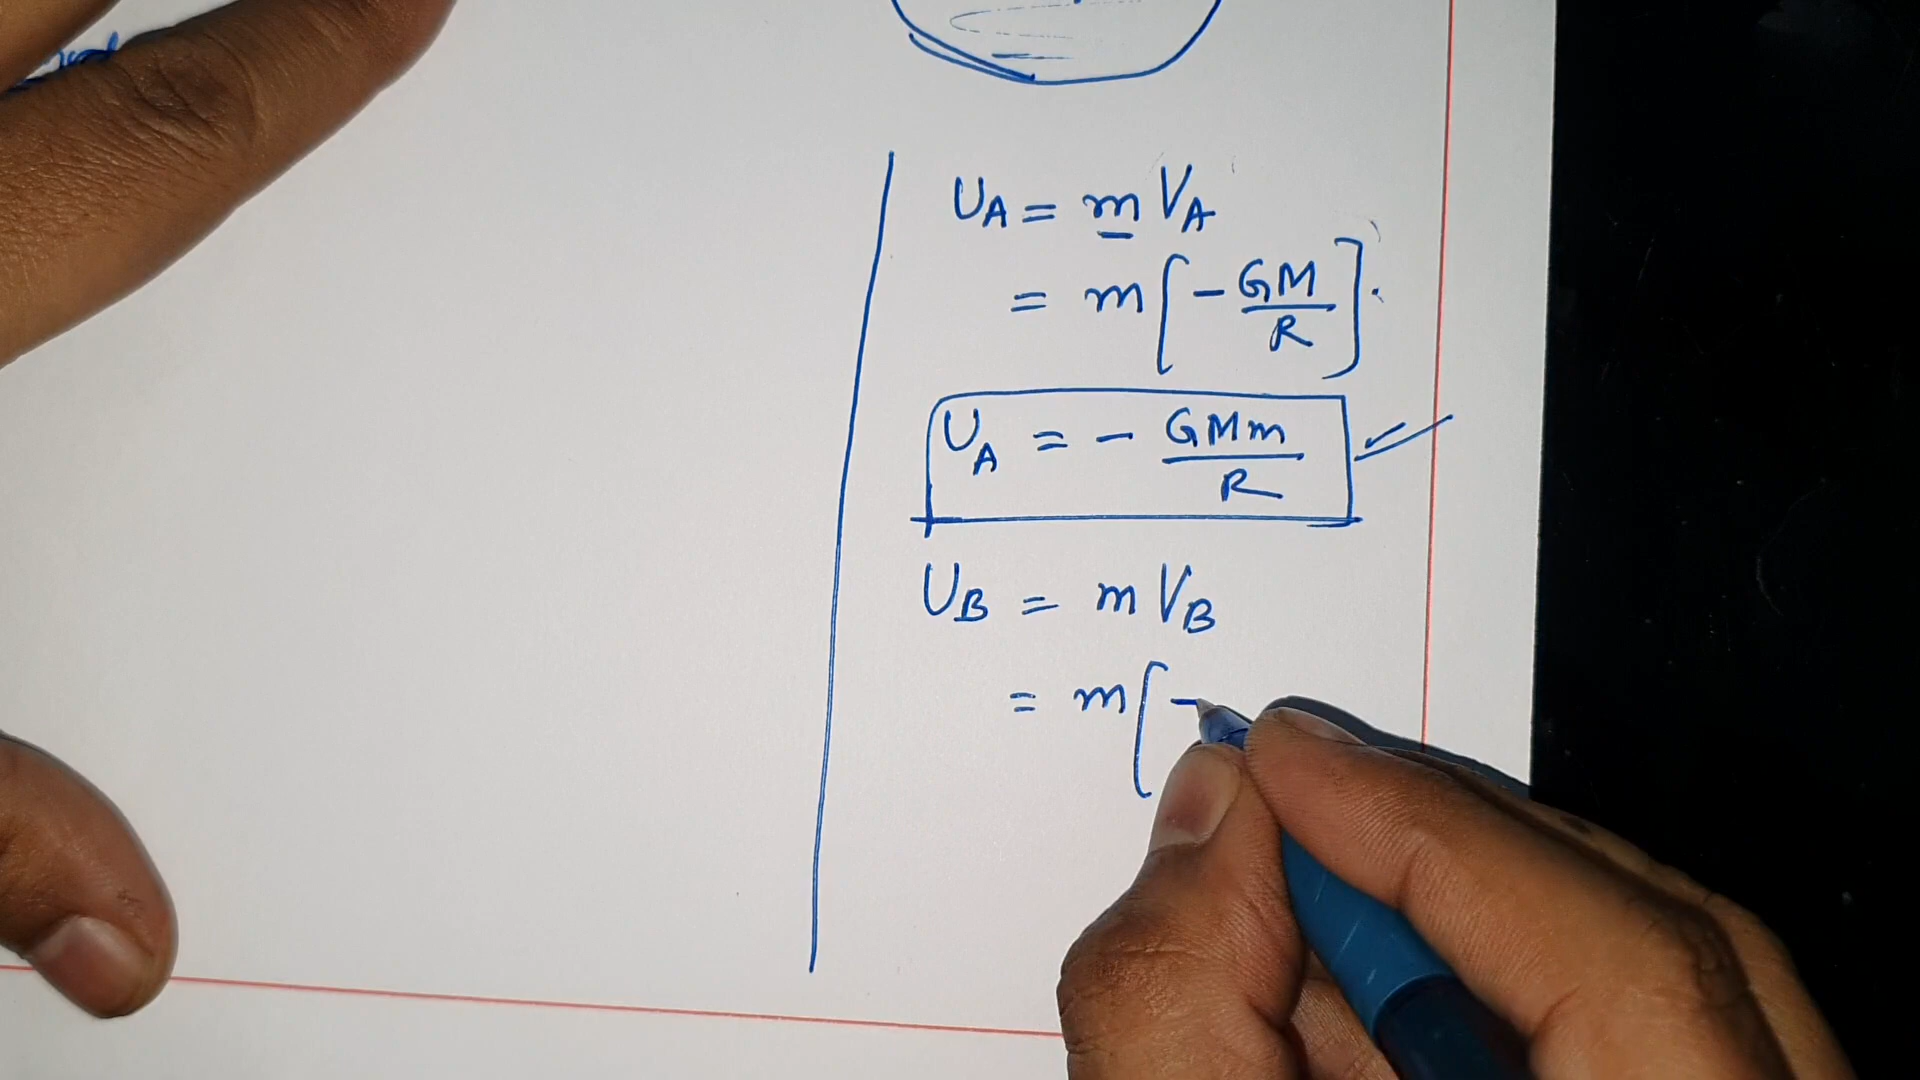 U_A = m V_A
= m [ - GM/R ].
U_A = - GMm/R
U_B = m V_B
= m [ -